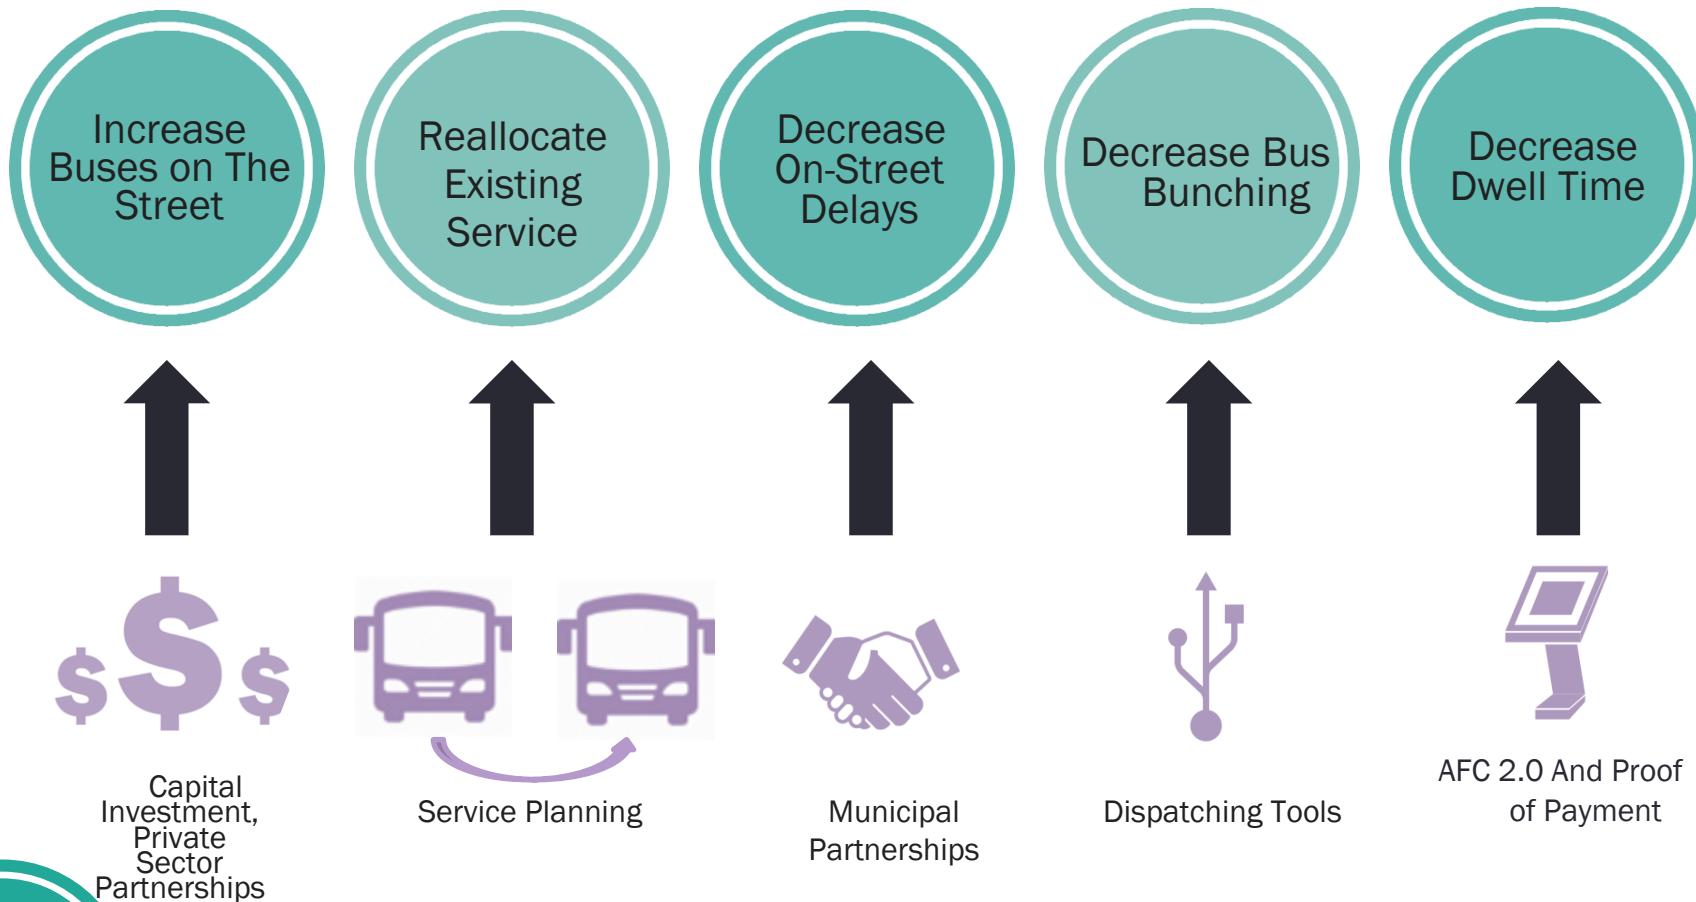 Increase
Buses on The
Street
Reallocate
Existing
Service
Decrease
On-Street
Delays
Decrease Bus
Bunching
Decrease
Dwell Time
$ $ $
Capital
Investment,
Private
Sector
Partnerships
Service Planning
Municipal
Partnerships
Dispatching Tools
AFC 2.0 And Proof
of Payment